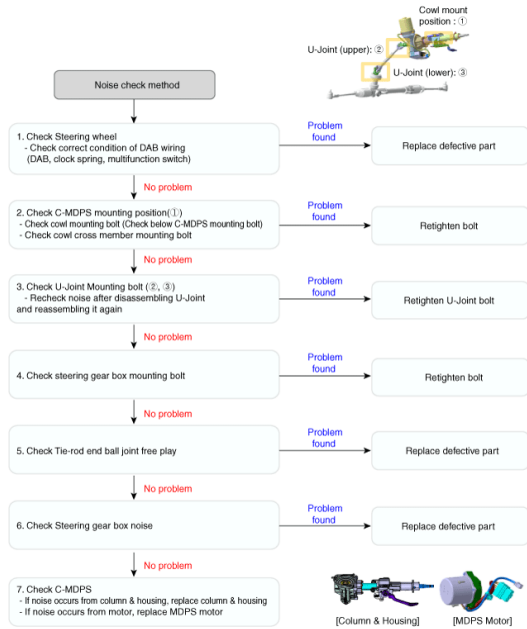 Cowl mount
position : ①
U-Joint (upper): ②
U-Joint (lower): ③
Noise check method
1. Check Steering wheel
- Check correct condition of DAB wiring
(DAB, clock spring, multifunction switch)
Problem
found
Replace defective part
No problem
2. Check C-MDPS mounting position(①)
- Check cowl mounting bolt (Check below C-MDPS mounting bolt)
- Check cowl cross member mounting bolt
Problem
found
Retighten bolt
No problem
3. Check U-Joint Mounting bolt (②, ③)
- Recheck noise after disassembling U-Joint
and reassembling it again
Problem
found
Retighten U-Joint bolt
No problem
4. Check steering gear box mounting bolt
Problem
found
Retighten bolt
No problem
5. Check Tie-rod end ball joint free play
Problem
found
Replace defective part
No problem
6. Check Steering gear box noise
Problem
found
Replace defective part
No problem
7. Check C-MDPS
- If noise occurs from column & housing, replace column & housing
- If noise occurs from motor, replace MDPS motor
[Column & Housing]
[MDPS Motor]